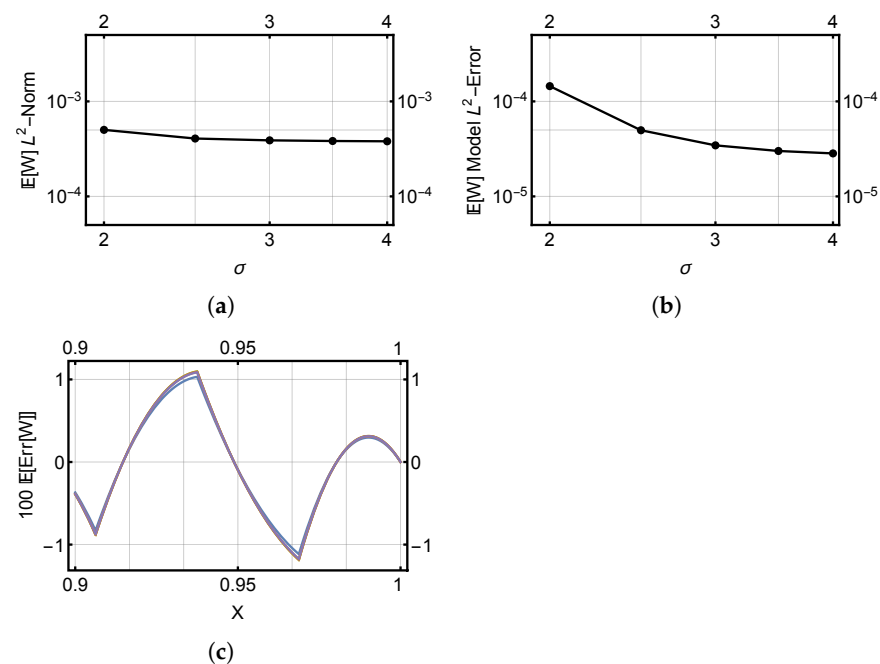 2 3 4
10⁻³ 10⁻³
𝔼[W] L²−Norm
10⁻⁴ 10⁻⁴
2 3 4
σ
(a)
2 3 4
10⁻⁴ 10⁻⁴
𝔼[W] Model L²−Error
10⁻⁵ 10⁻⁵
2 3 4
σ
(b)
0.9 0.95 1
1 1
100 𝔼[Err[W]]
0 0
−1 −1
0.9 0.95 1
X
(c)